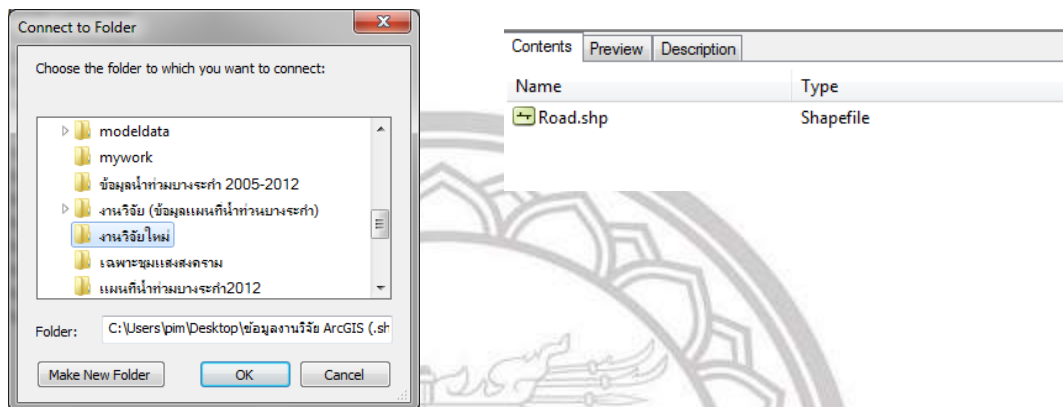 Connect to Folder
Choose the folder to which you want to connect:
modeldata
mywork
ข้อมูลน้ำท่วมบางระกำ 2005-2012
งานวิจัย (ข้อมูลแผนที่น้ำท่วมบางระกำ)
งานวิจัยใหม่
เฉพาะชุมแสงสงคราม
แผนที่น้ำท่วมบางระกำ2012
Folder: C:\Users\pim\Desktop\ข้อมูลงานวิจัย ArcGIS (.sh
Make New Folder OK Cancel
Contents Preview Description
Name Type
Road.shp Shapefile